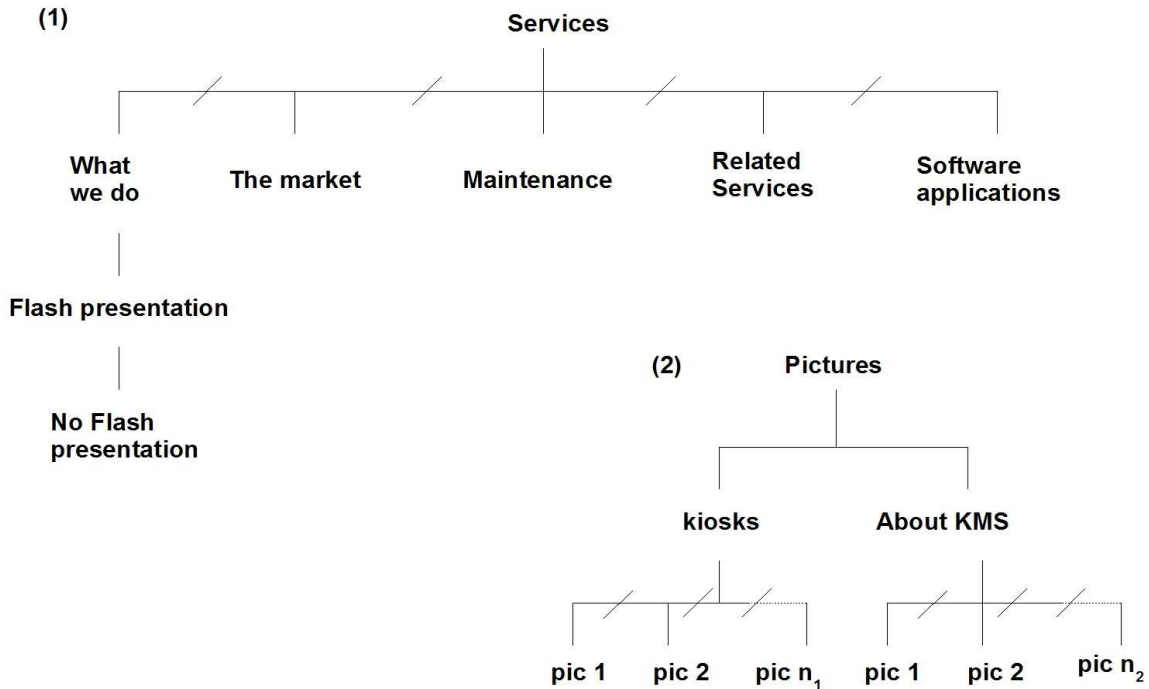 (1)
Services
What
we do
The market
Maintenance
Related
Services
Software
applications
Flash presentation
No Flash
presentation
(2)
Pictures
kiosks
About KMS
pic 1
pic 2
pic n1
pic 1
pic 2
pic n2